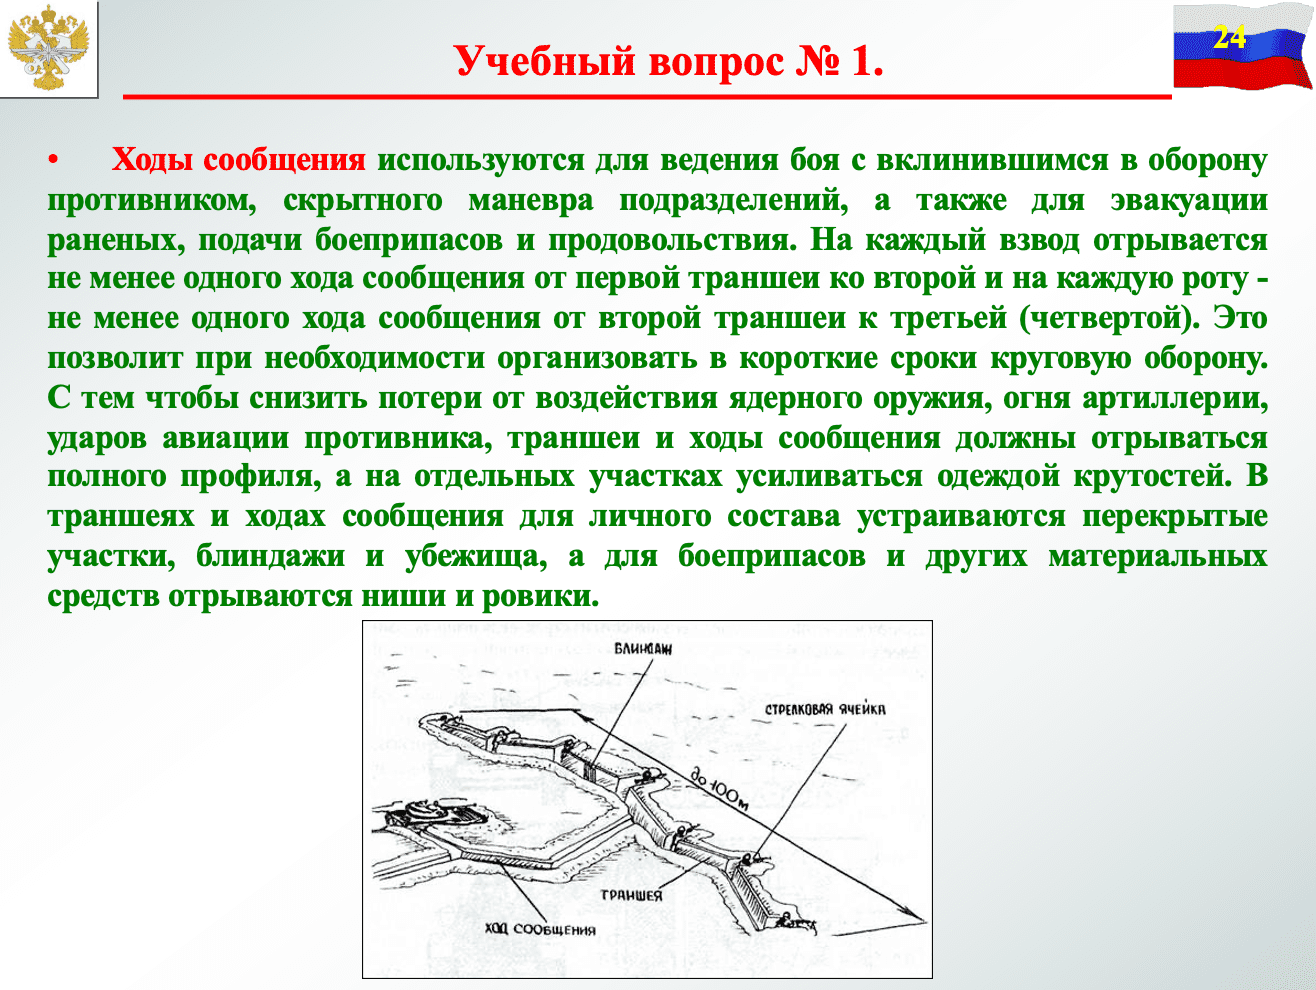 24
Учебный вопрос № 1.
• Ходы сообщения используются для ведения боя с вклинившимся в оборону
противником, скрытного маневра подразделений, а также для эвакуации
раненых, подачи боеприпасов и продовольствия. На каждый взвод отрывается
не менее одного хода сообщения от первой траншеи ко второй и на каждую роту -
не менее одного хода сообщения от второй траншеи к третьей (четвертой). Это
позволит при необходимости организовать в короткие сроки круговую оборону.
С тем чтобы снизить потери от воздействия ядерного оружия, огня артиллерии,
ударов авиации противника, траншеи и ходы сообщения должны отрываться
полного профиля, а на отдельных участках усиливаться одеждой крутостей. В
траншеях и ходах сообщения для личного состава устраиваются перекрытые
участки, блиндажи и убежища, а для боеприпасов и других материальных
средств отрываются ниши и ровики.
БЛИНДАЖ
СТРЕЛКОВАЯ ЯЧЕЙКА
до 100 м
ТРАНШЕЯ
ХОД СООБЩЕНИЯ